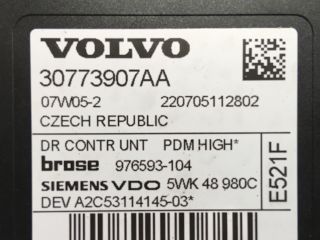 VOLVO
30773907AA
07W05-2 220705112802
CZECH REPUBLIC
DR CONTR UNT PDM HIGH*
brose 976593-104
SIEMENS VDO 5WK 48 980C
DEV A2C53114145-03*
E521F